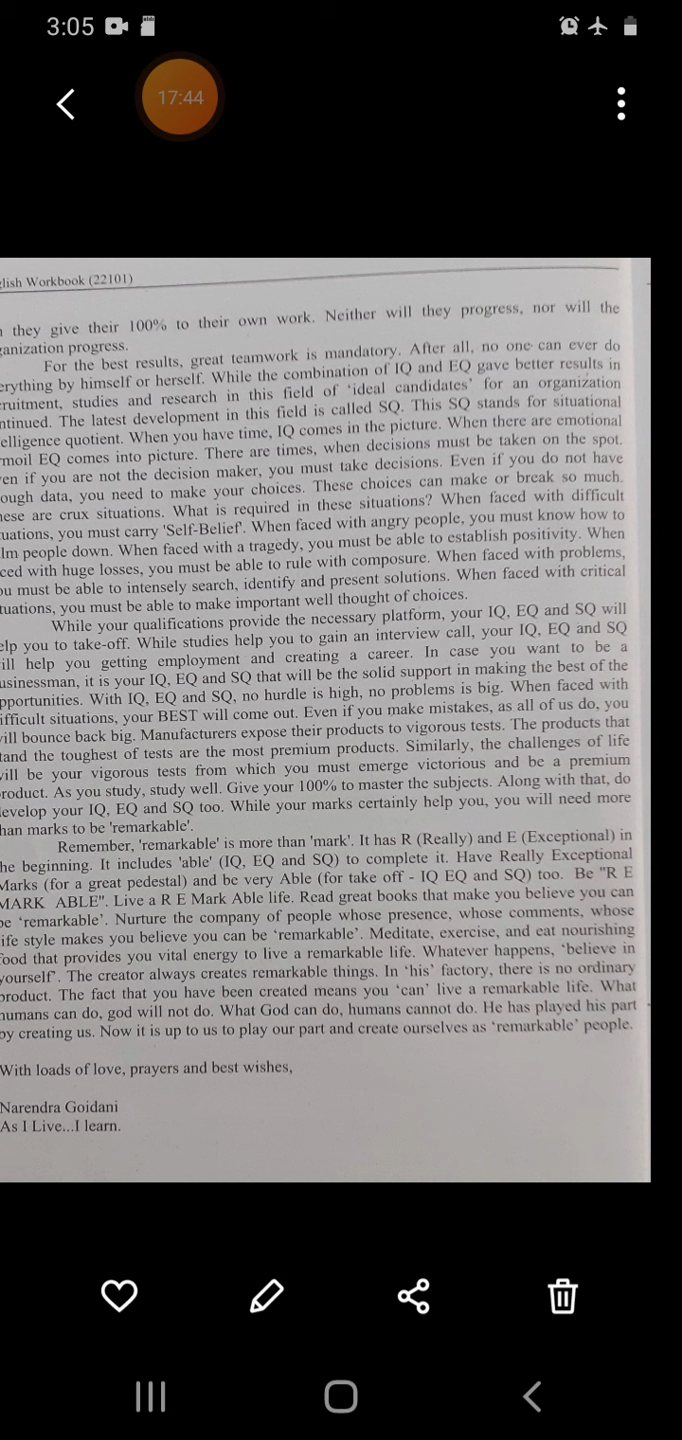 3:05
17:44
glish Workbook (22101)
they give their 100% to their own work. Neither will they progress, nor will the
ganization progress.
For the best results, great teamwork is mandatory. After all, no one can ever do
erything by himself or herself. While the combination of IQ and EQ gave better results in
ruitment, studies and research in this field of 'ideal candidates' for an organization
ntinued. The latest development in this field is called SQ. This SQ stands for situational
elligence quotient. When you have time, IQ comes in the picture. When there are emotional
rmoil EQ comes into picture. There are times, when decisions must be taken on the spot.
en if you are not the decision maker, you must take decisions. Even if you do not have
ough data, you need to make your choices. These choices can make or break so much.
hese are crux situations. What is required in these situations? When faced with difficult
tuations, you must carry 'Self-Belief'. When faced with angry people, you must know how to
lm people down. When faced with a tragedy, you must be able to establish positivity. When
ced with huge losses, you must be able to rule with composure. When faced with problems,
ou must be able to intensely search, identify and present solutions. When faced with critical
tuations, you must be able to make important well thought of choices.
While your qualifications provide the necessary platform, your IQ, EQ and SQ will
elp you to take-off. While studies help you to gain an interview call, your IQ, EQ and SQ
ill help you getting employment and creating a career. In case you want to be a
usinessman, it is your IQ, EQ and SQ that will be the solid support in making the best of the
pportunities. With IQ, EQ and SQ, no hurdle is high, no problems is big. When faced with
ifficult situations, your BEST will come out. Even if you make mistakes, as all of us do, you
will bounce back big. Manufacturers expose their products to vigorous tests. The products that
tand the toughest of tests are the most premium products. Similarly, the challenges of life
will be your vigorous tests from which you must emerge victorious and be a premium
roduct. As you study, study well. Give your 100% to master the subjects. Along with that, do
develop your IQ, EQ and SQ too. While your marks certainly help you, you will need more
han marks to be 'remarkable'.
Remember, 'remarkable' is more than 'mark'. It has R (Really) and E (Exceptional) in
he beginning. It includes 'able' (IQ, EQ and SQ) to complete it. Have Really Exceptional
Marks (for a great pedestal) and be very Able (for take off - IQ EQ and SQ) too. Be "R E
MARK ABLE". Live a R E Mark Able life. Read great books that make you believe you can
be 'remarkable'. Nurture the company of people whose presence, whose comments, whose
ife style makes you believe you can be 'remarkable'. Meditate, exercise, and eat nourishing
food that provides you vital energy to live a remarkable life. Whatever happens, 'believe in
yourself'. The creator always creates remarkable things. In 'his' factory, there is no ordinary
product. The fact that you have been created means you 'can' live a remarkable life. What
humans can do, god will not do. What God can do, humans cannot do. He has played his part
by creating us. Now it is up to us to play our part and create ourselves as 'remarkable' people.
With loads of love, prayers and best wishes,
Narendra Goidani
As I Live...I learn.